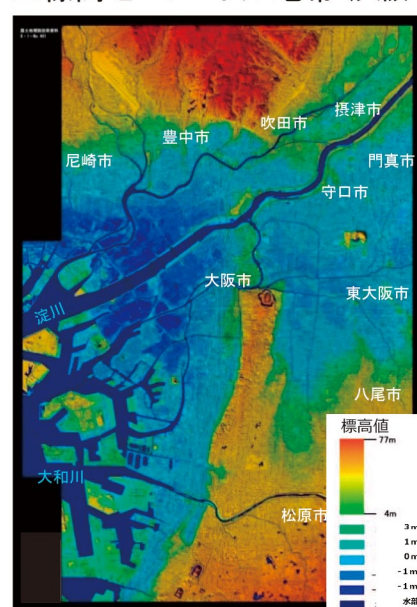 摂津市
吹田市
豊中市
尼崎市
門真市
守口市
大阪市
東大阪市
淀川
八尾市
標高値
77m
大和川
4m
松原市
3m
1m
0m
-1m
-1m
水部